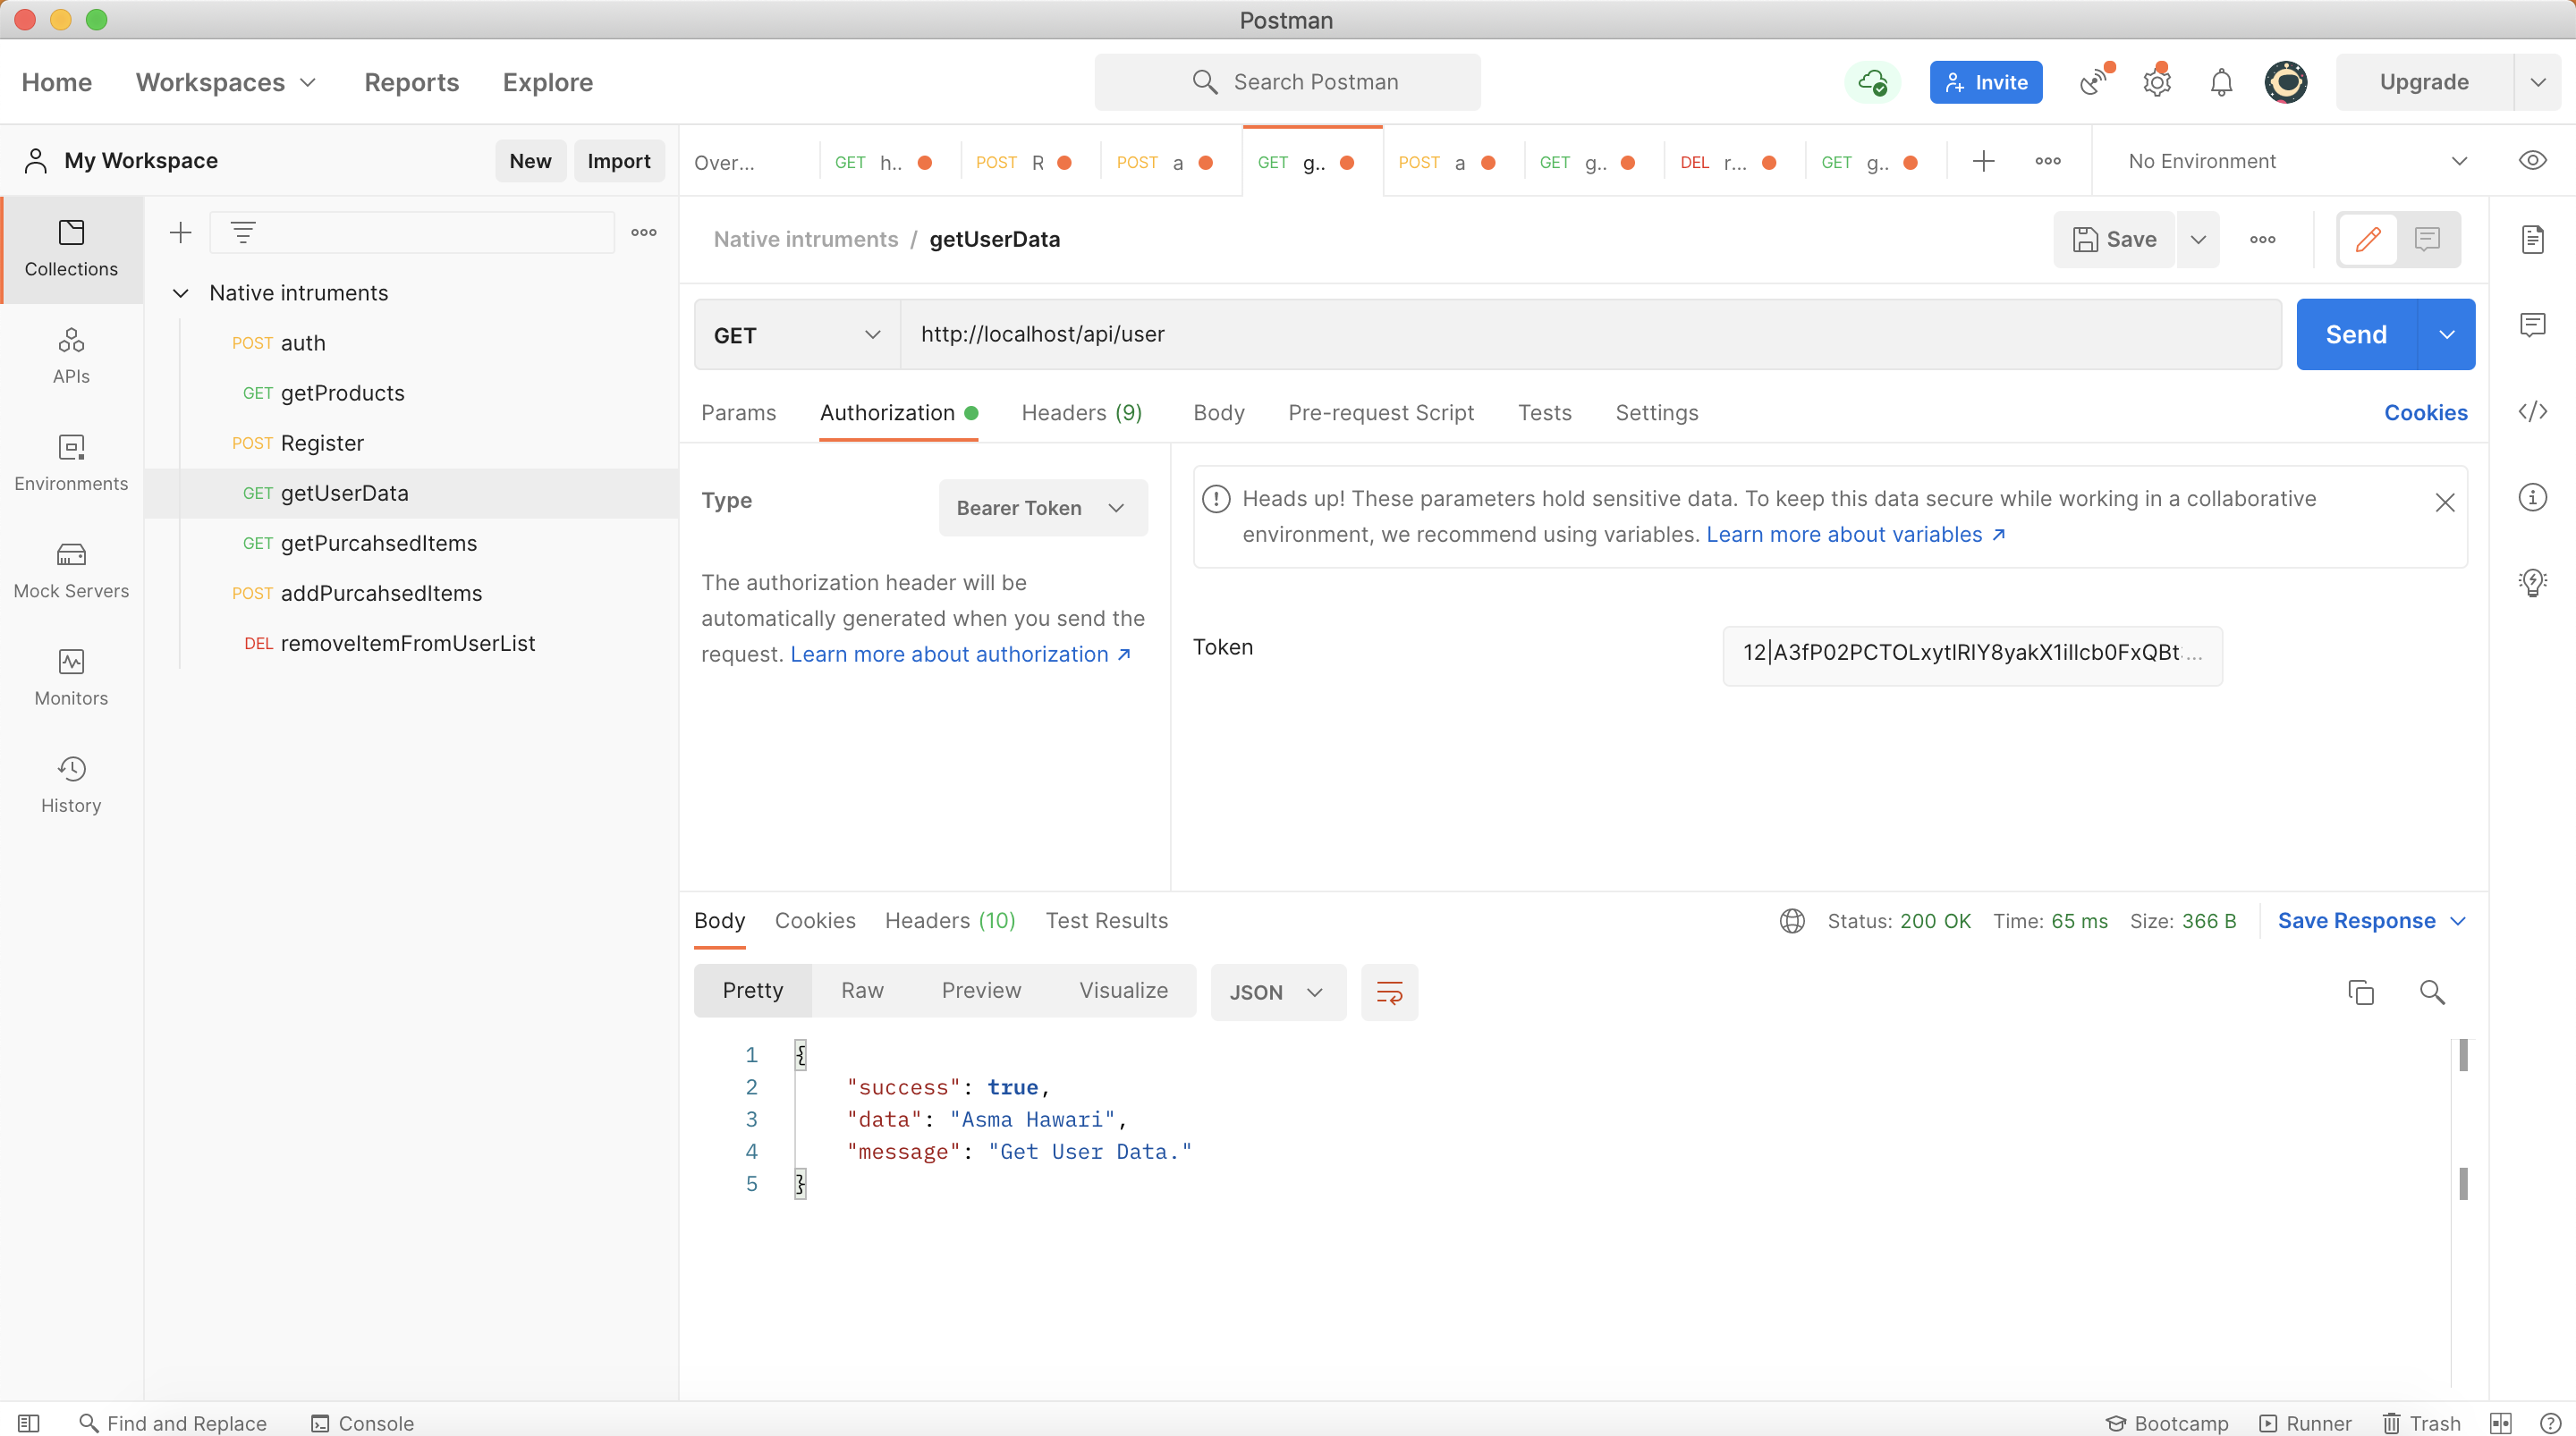 Postman
Home Workspaces Reports Explore Search Postman Invite Upgrade
My Workspace New Import Over... GET h.. POST R POST a GET g.. POST a GET g.. DEL r... GET g.. No Environment
Native intruments / getUserData Save
Collections
APIs
Environments
Mock Servers
Monitors
History
Native intruments
POST auth
GET getProducts
POST Register
GET getUserData
GET getPurcahsedItems
POST addPurcahsedItems
DEL removeItemFromUserList
GET http://localhost/api/user Send
Params Authorization Headers (9) Body Pre-request Script Tests Settings Cookies
Type Bearer Token
The authorization header will be
automatically generated when you send the
request. Learn more about authorization ↗
Heads up! These parameters hold sensitive data. To keep this data secure while working in a collaborative
environment, we recommend using variables. Learn more about variables ↗
Token
Body Cookies Headers (10) Test Results Status: 200 OK Time: 65 ms Size: 366 B Save Response
Pretty Raw Preview Visualize JSON
1 {
2 "success": true,
3 "data": "Asma Hawari",
4 "message": "Get User Data."
5 }
Find and Replace Console Bootcamp Runner Trash